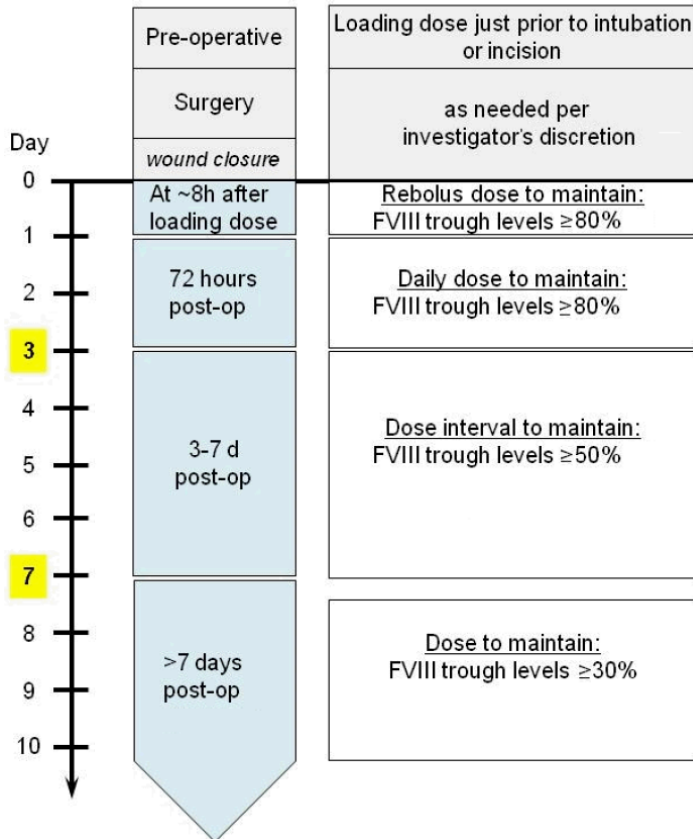 Pre-operative
Loading dose just prior to intubation
or incision
Surgery
as needed per
investigator's discretion
wound closure
Day
0
At ~8h after
loading dose
Rebolus dose to maintain:
FVIII trough levels ≥80%
1
72 hours
post-op
Daily dose to maintain:
FVIII trough levels ≥80%
2
3
4
3-7 d
post-op
Dose interval to maintain:
FVIII trough levels ≥50%
5
6
7
8
>7 days
post-op
Dose to maintain:
FVIII trough levels ≥30%
9
10